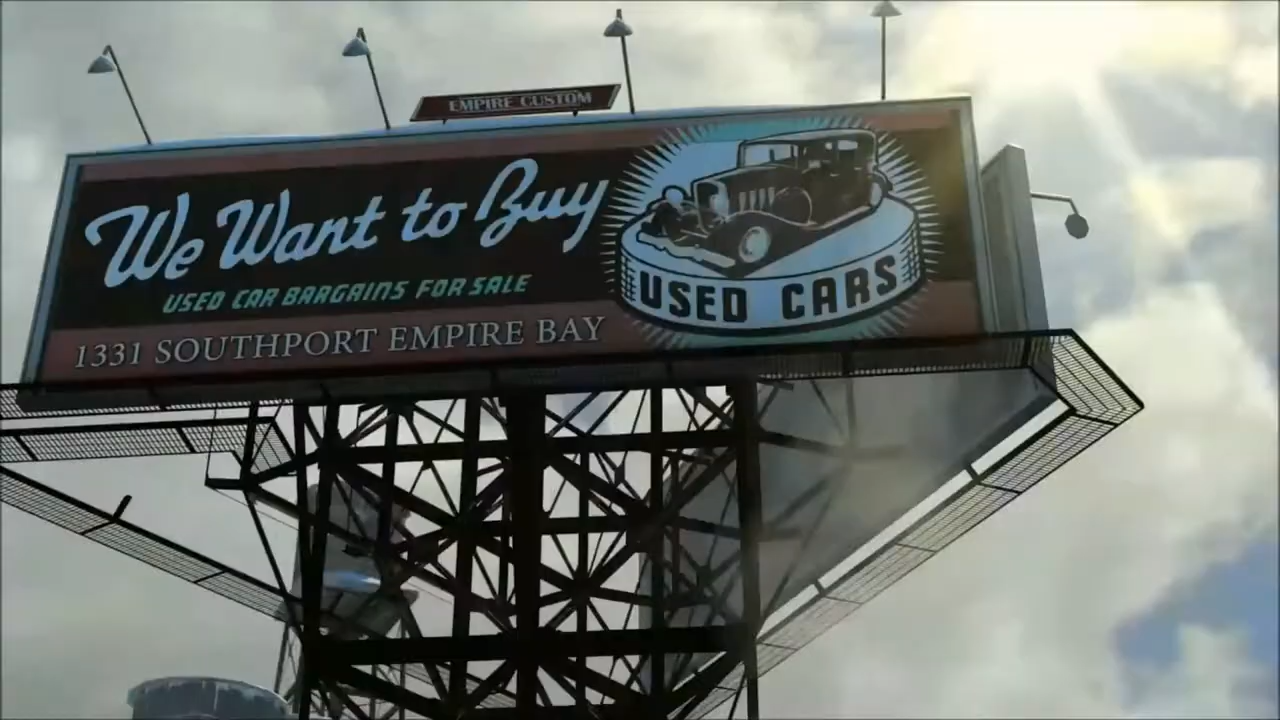 EMPIRE CUSTOM
We Want to Buy
USED CAR BARGAINS FOR SALE
1331 SOUTHPORT EMPIRE BAY
USED CARS